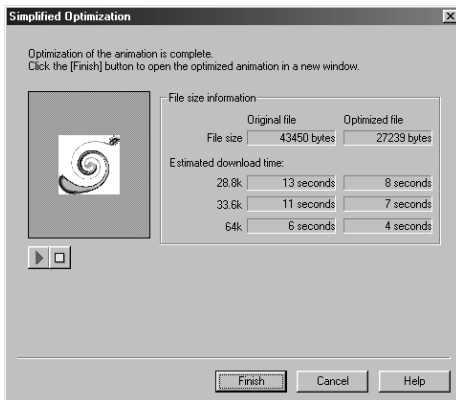 Simplified Optimization
Optimization of the animation is complete.
Click the [Finish] button to open the optimized animation in a new window.
File size information
Original file Optimized file
File size 43450 bytes 27239 bytes
Estimated download time:
28.8k 13 seconds 8 seconds
33.6k 11 seconds 7 seconds
64k 6 seconds 4 seconds
Finish Cancel Help